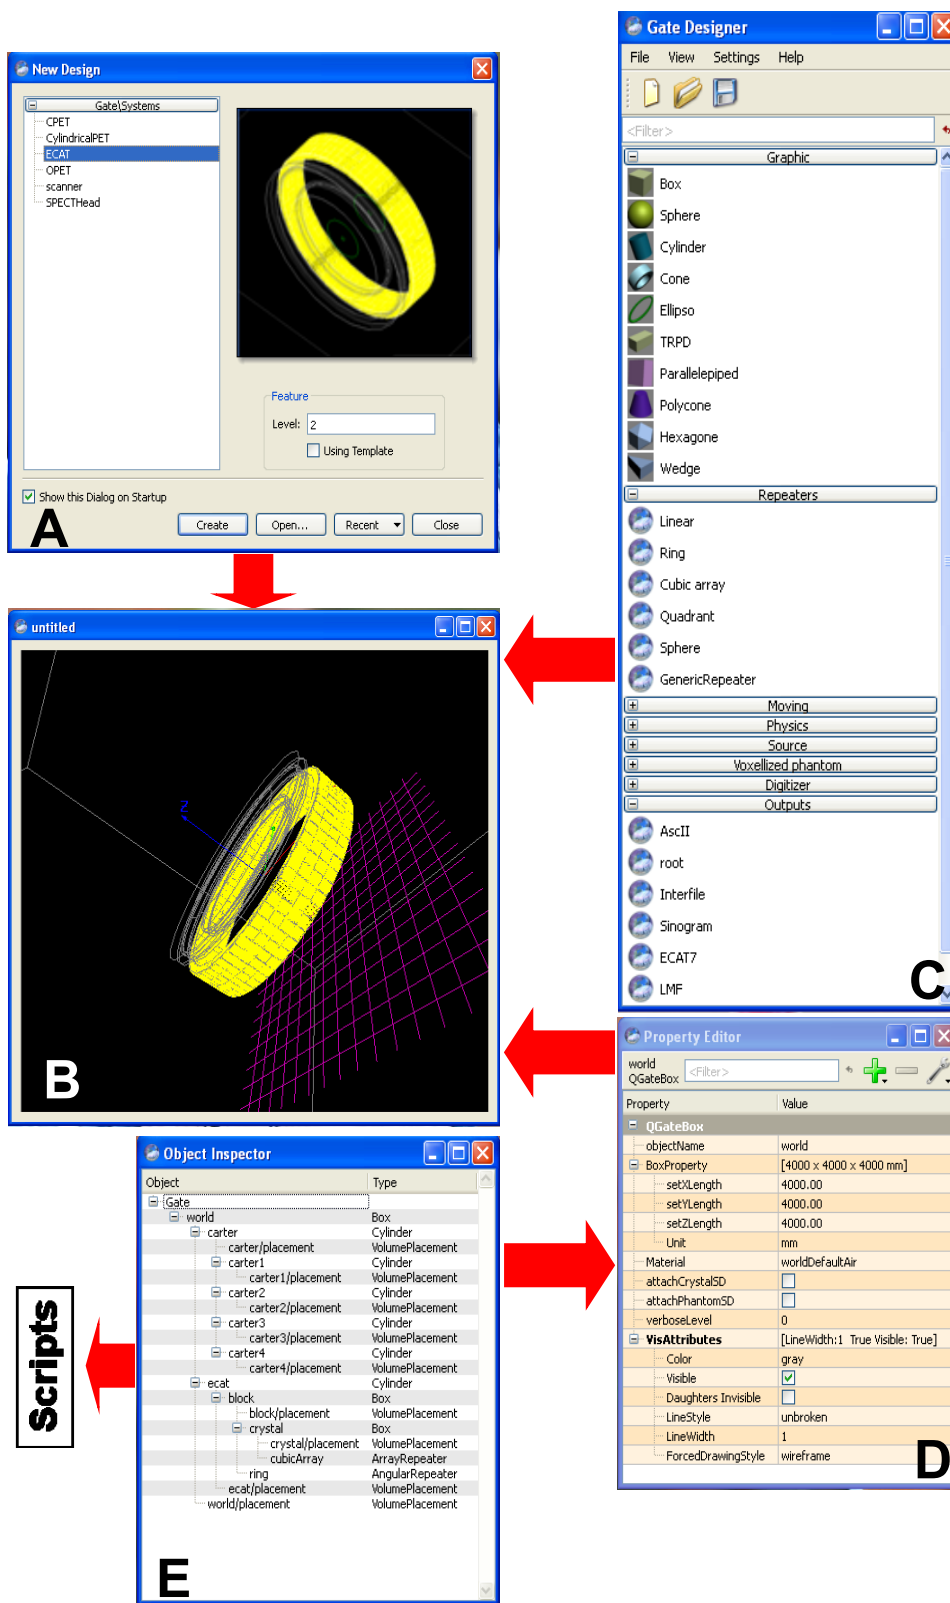 New Design
Gate\Systems
CPET
CylindricalPET
ECAT
OPET
scanner
SPECTHead
Feature
Level: 2
Using Template
Show this Dialog on Startup
Create Open... Recent Close
A
untitled
Z
B
Gate Designer
File View Settings Help
<Filter>
Graphic
Box
Sphere
Cylinder
Cone
Ellipso
TRPD
Parallelepiped
Polycone
Hexagone
Wedge
Repeaters
Linear
Ring
Cubic array
Quadrant
Sphere
GenericRepeater
Moving
Physics
Source
Voxellized phantom
Digitizer
Outputs
AscII
root
Interfile
Sinogram
ECAT7
LMF
C
Property Editor
world
QGateBox <Filter>
Property Value
QGateBox
objectName world
BoxProperty [4000 x 4000 x 4000 mm]
setXLength 4000.00
setYLength 4000.00
setZLength 4000.00
Unit mm
Material worldDefaultAir
attachCrystalSD
attachPhantomSD
verboseLevel 0
VisAttributes [LineWidth:1 True Visible: True]
Color gray
Visible
Daughters Invisible
LineStyle unbroken
LineWidth 1
ForcedDrawingStyle wireframe
D
Object Inspector
Object Type
Gate
world Box
carter Cylinder
carter/placement VolumePlacement
carter1 Cylinder
carter1/placement VolumePlacement
carter2 Cylinder
carter2/placement VolumePlacement
carter3 Cylinder
carter3/placement VolumePlacement
carter4 Cylinder
carter4/placement VolumePlacement
ecat Cylinder
block Box
block/placement VolumePlacement
crystal Box
crystal/placement VolumePlacement
cubicArray ArrayRepeater
ring AngularRepeater
ecat/placement VolumePlacement
world/placement VolumePlacement
E
Scripts